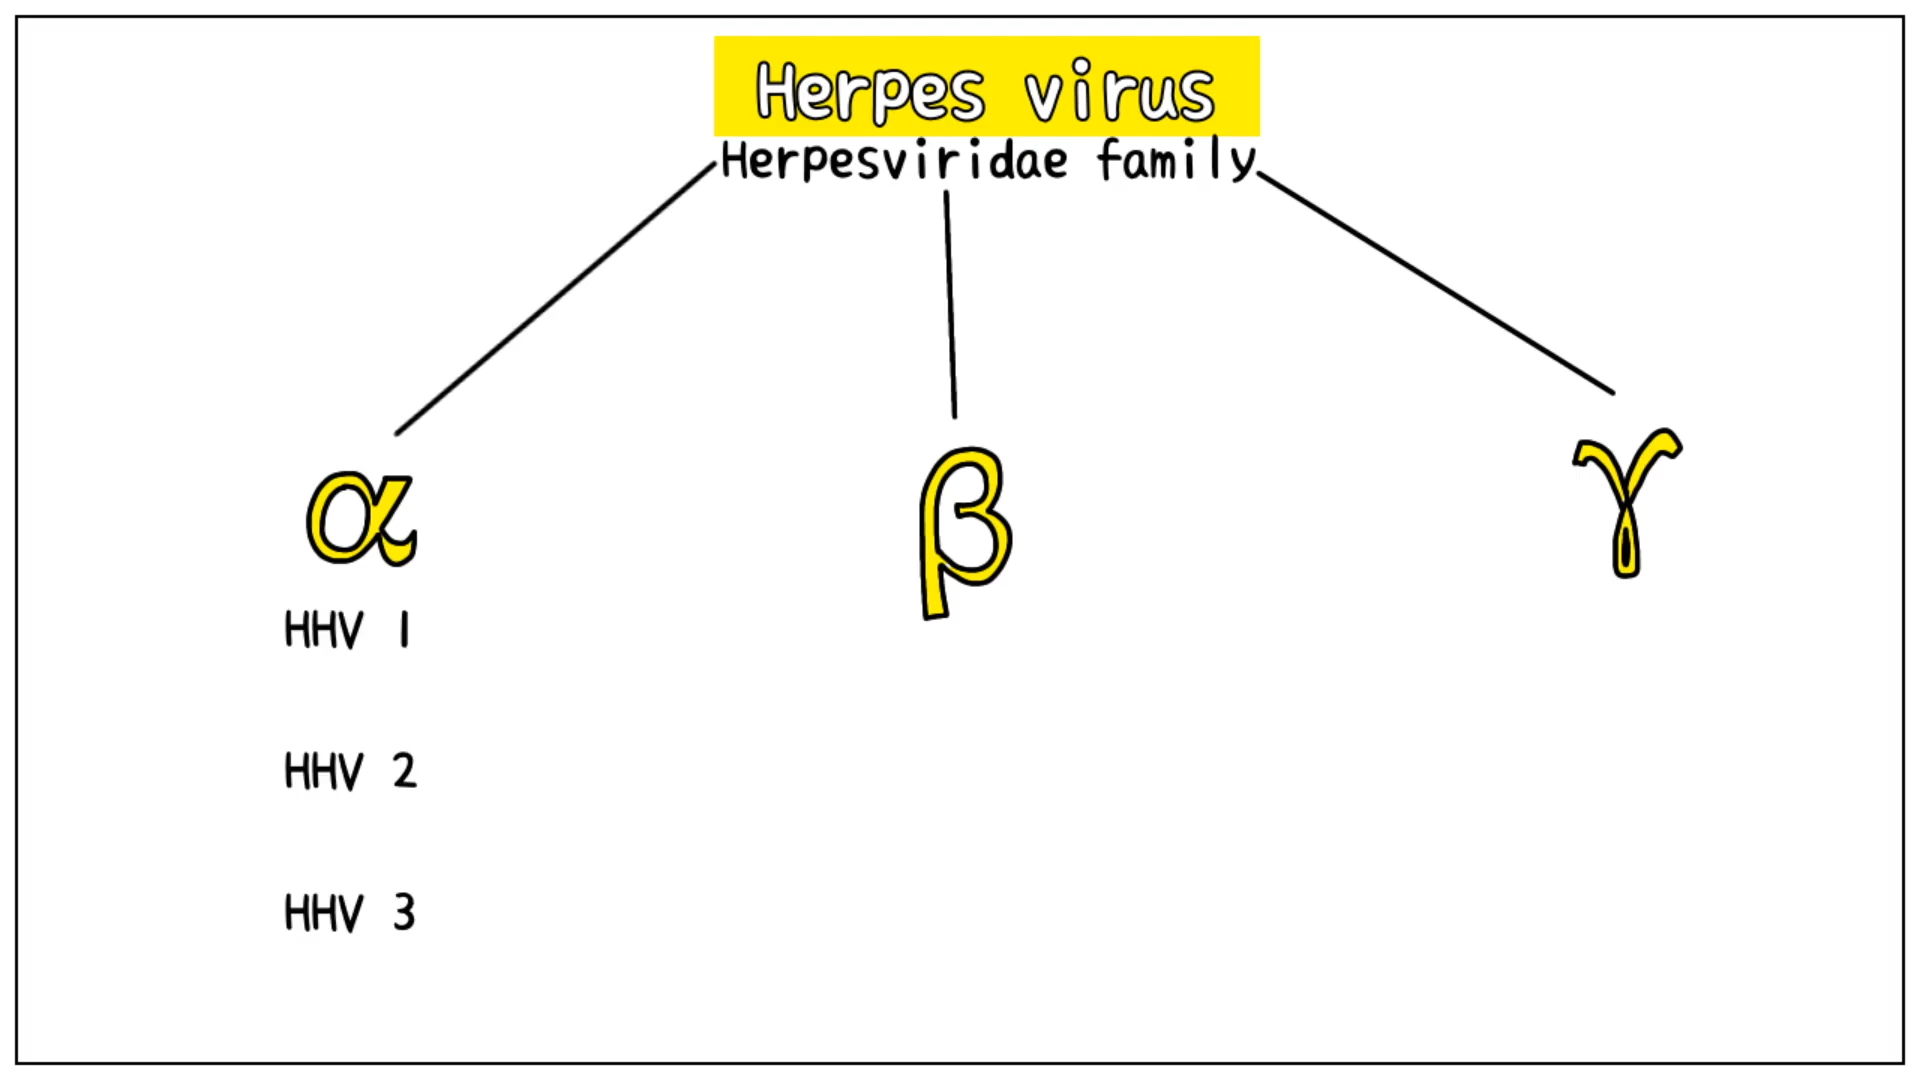 Herpes virus
Herpesviridae family
α
β
γ
HHV 1
HHV 2
HHV 3